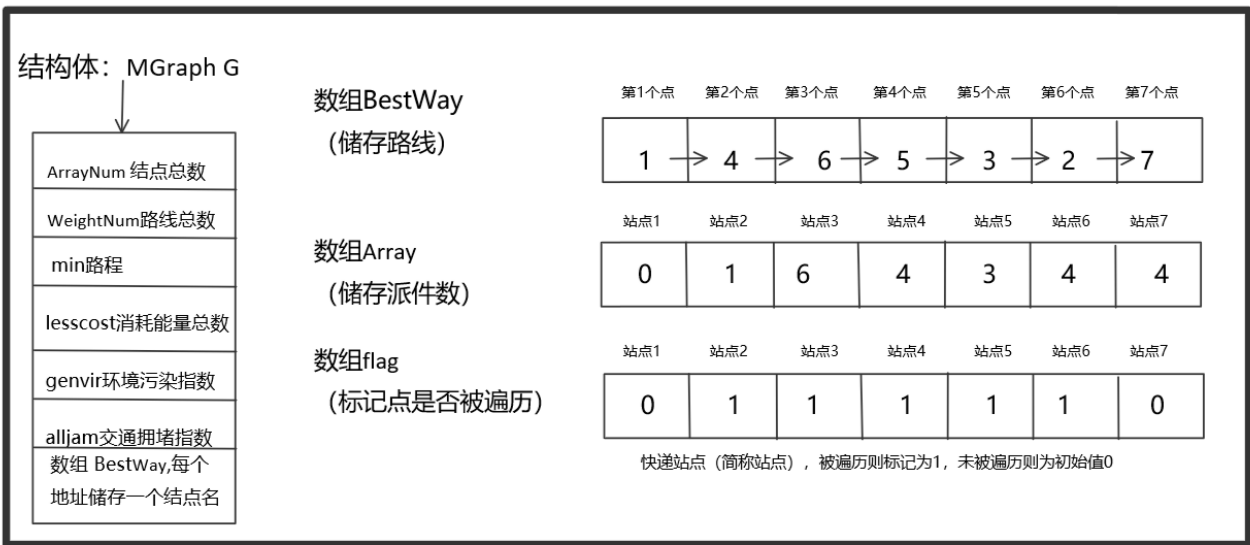 结构体：MGraph G
ArrayNum 结点总数
WeightNum路线总数
min路程
lesscost消耗能量总数
genvir环境污染指数
alljam交通拥堵指数
数组 BestWay,每个
地址储存一个结点名
数组BestWay
（储存路线）
第1个点 第2个点 第3个点 第4个点 第5个点 第6个点 第7个点
1 4 6 5 3 2 7
数组Array
（储存派件数）
站点1 站点2 站点3 站点4 站点5 站点6 站点7
0 1 6 4 3 4 4
数组flag
（标记点是否被遍历）
站点1 站点2 站点3 站点4 站点5 站点6 站点7
0 1 1 1 1 1 0
快递站点（简称站点），被遍历则标记为1，未被遍历则为初始值0